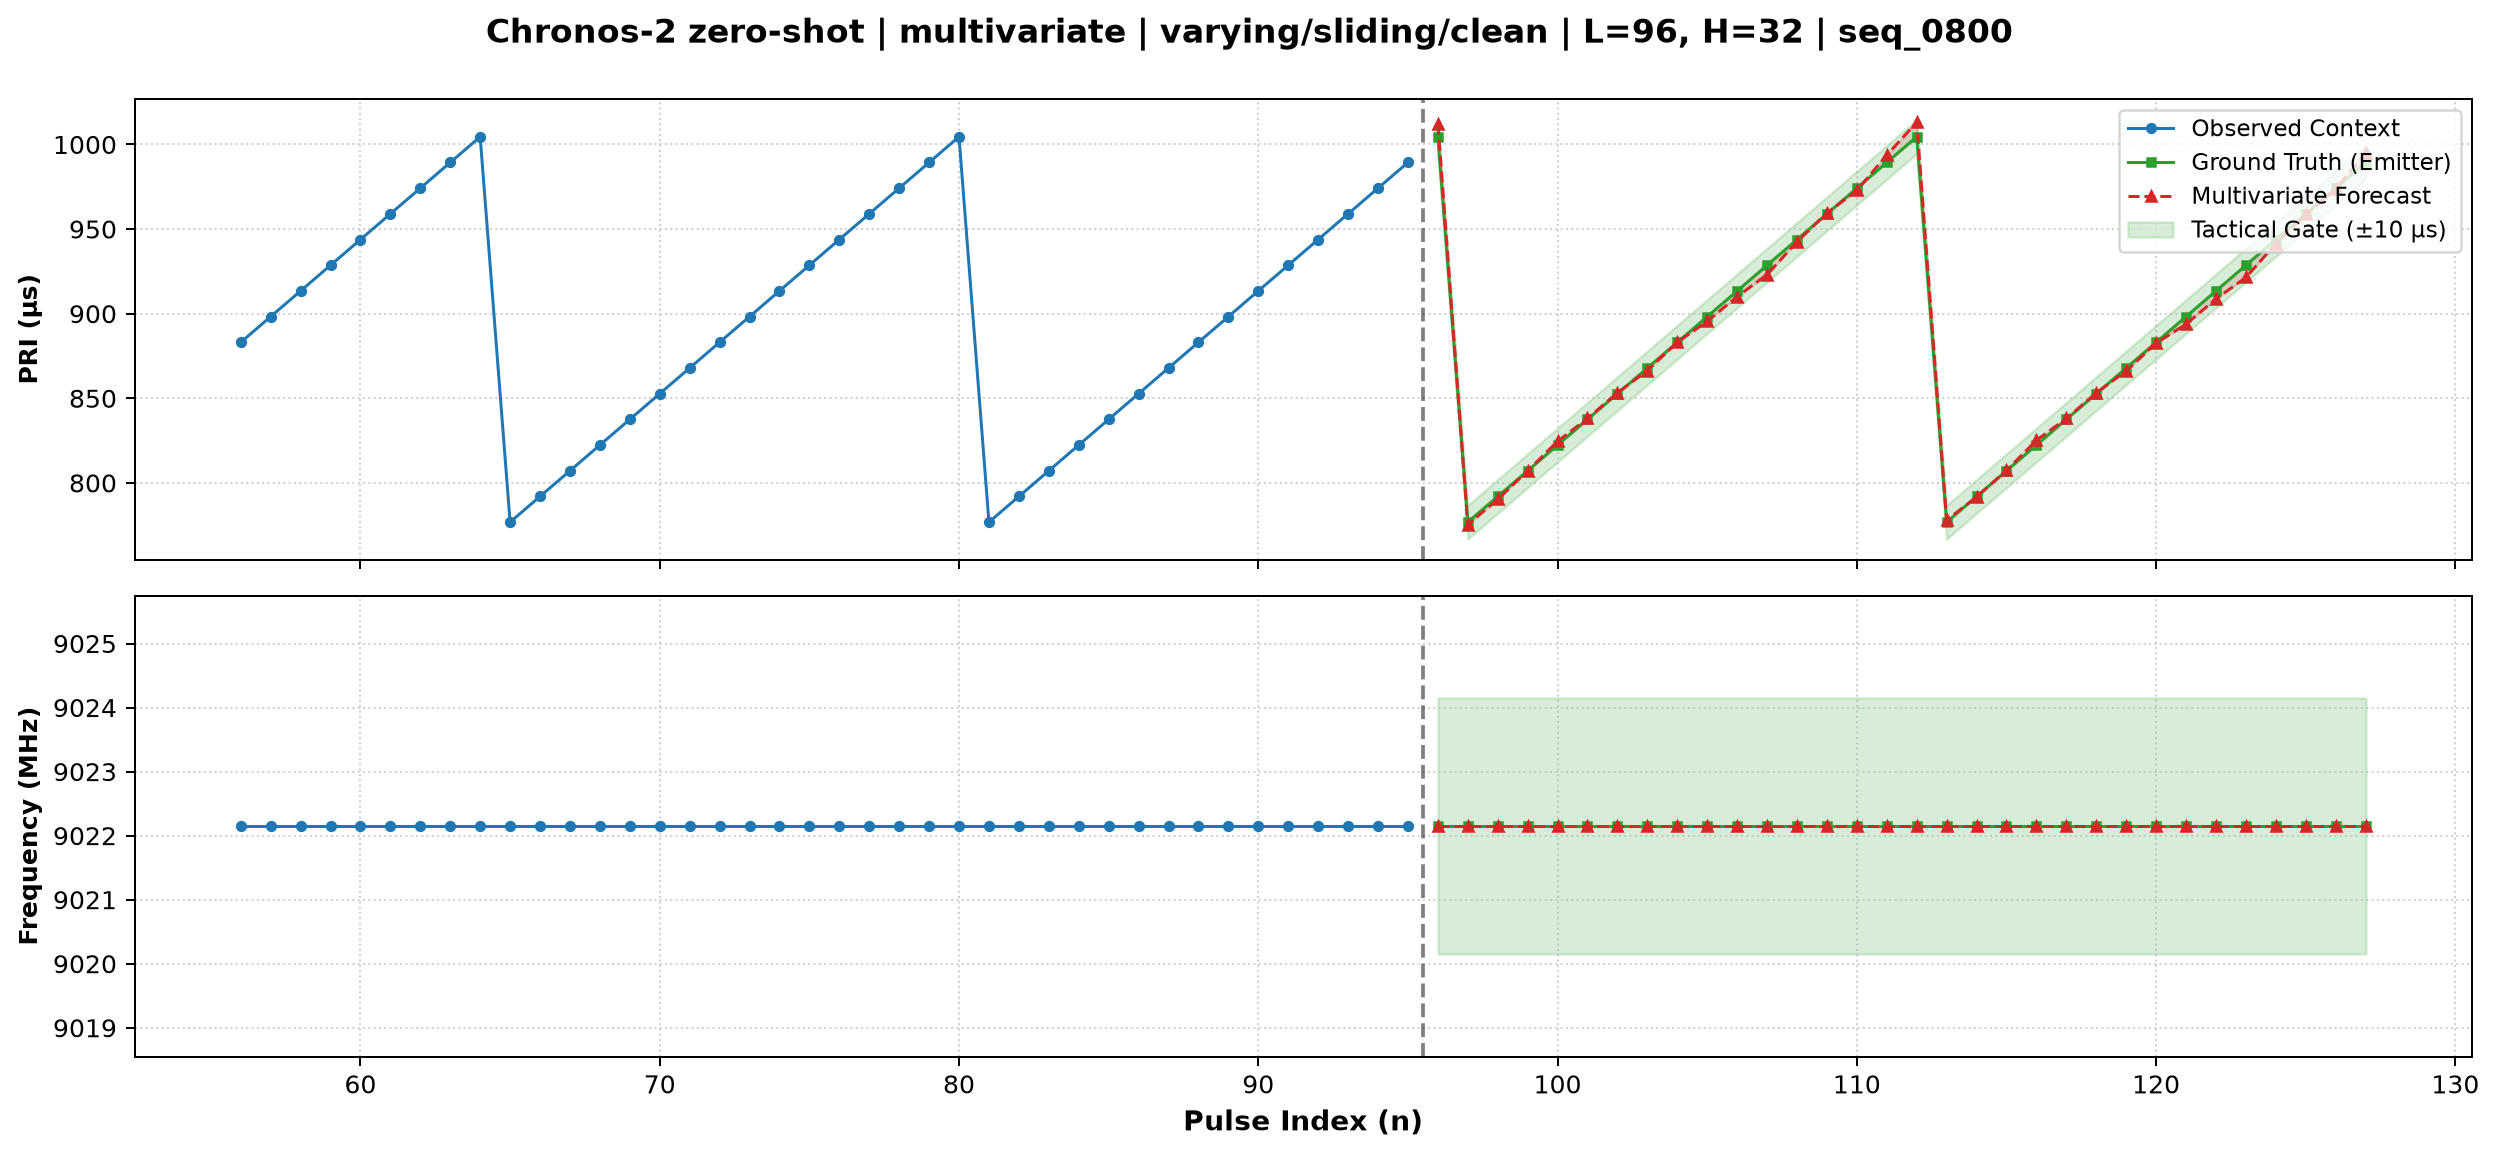 Chronos-2 zero-shot | multivariate | varying/sliding/clean | L=96, H=32 | seq_0800
1000
950
900
850
800
PRI (µs)
Observed Context
Ground Truth (Emitter)
Multivariate Forecast
Tactical Gate (±10 µs)
9025
9024
9023
9022
9021
9020
9019
Frequency (MHz)
60
70
80
90
100
110
120
130
Pulse Index (n)